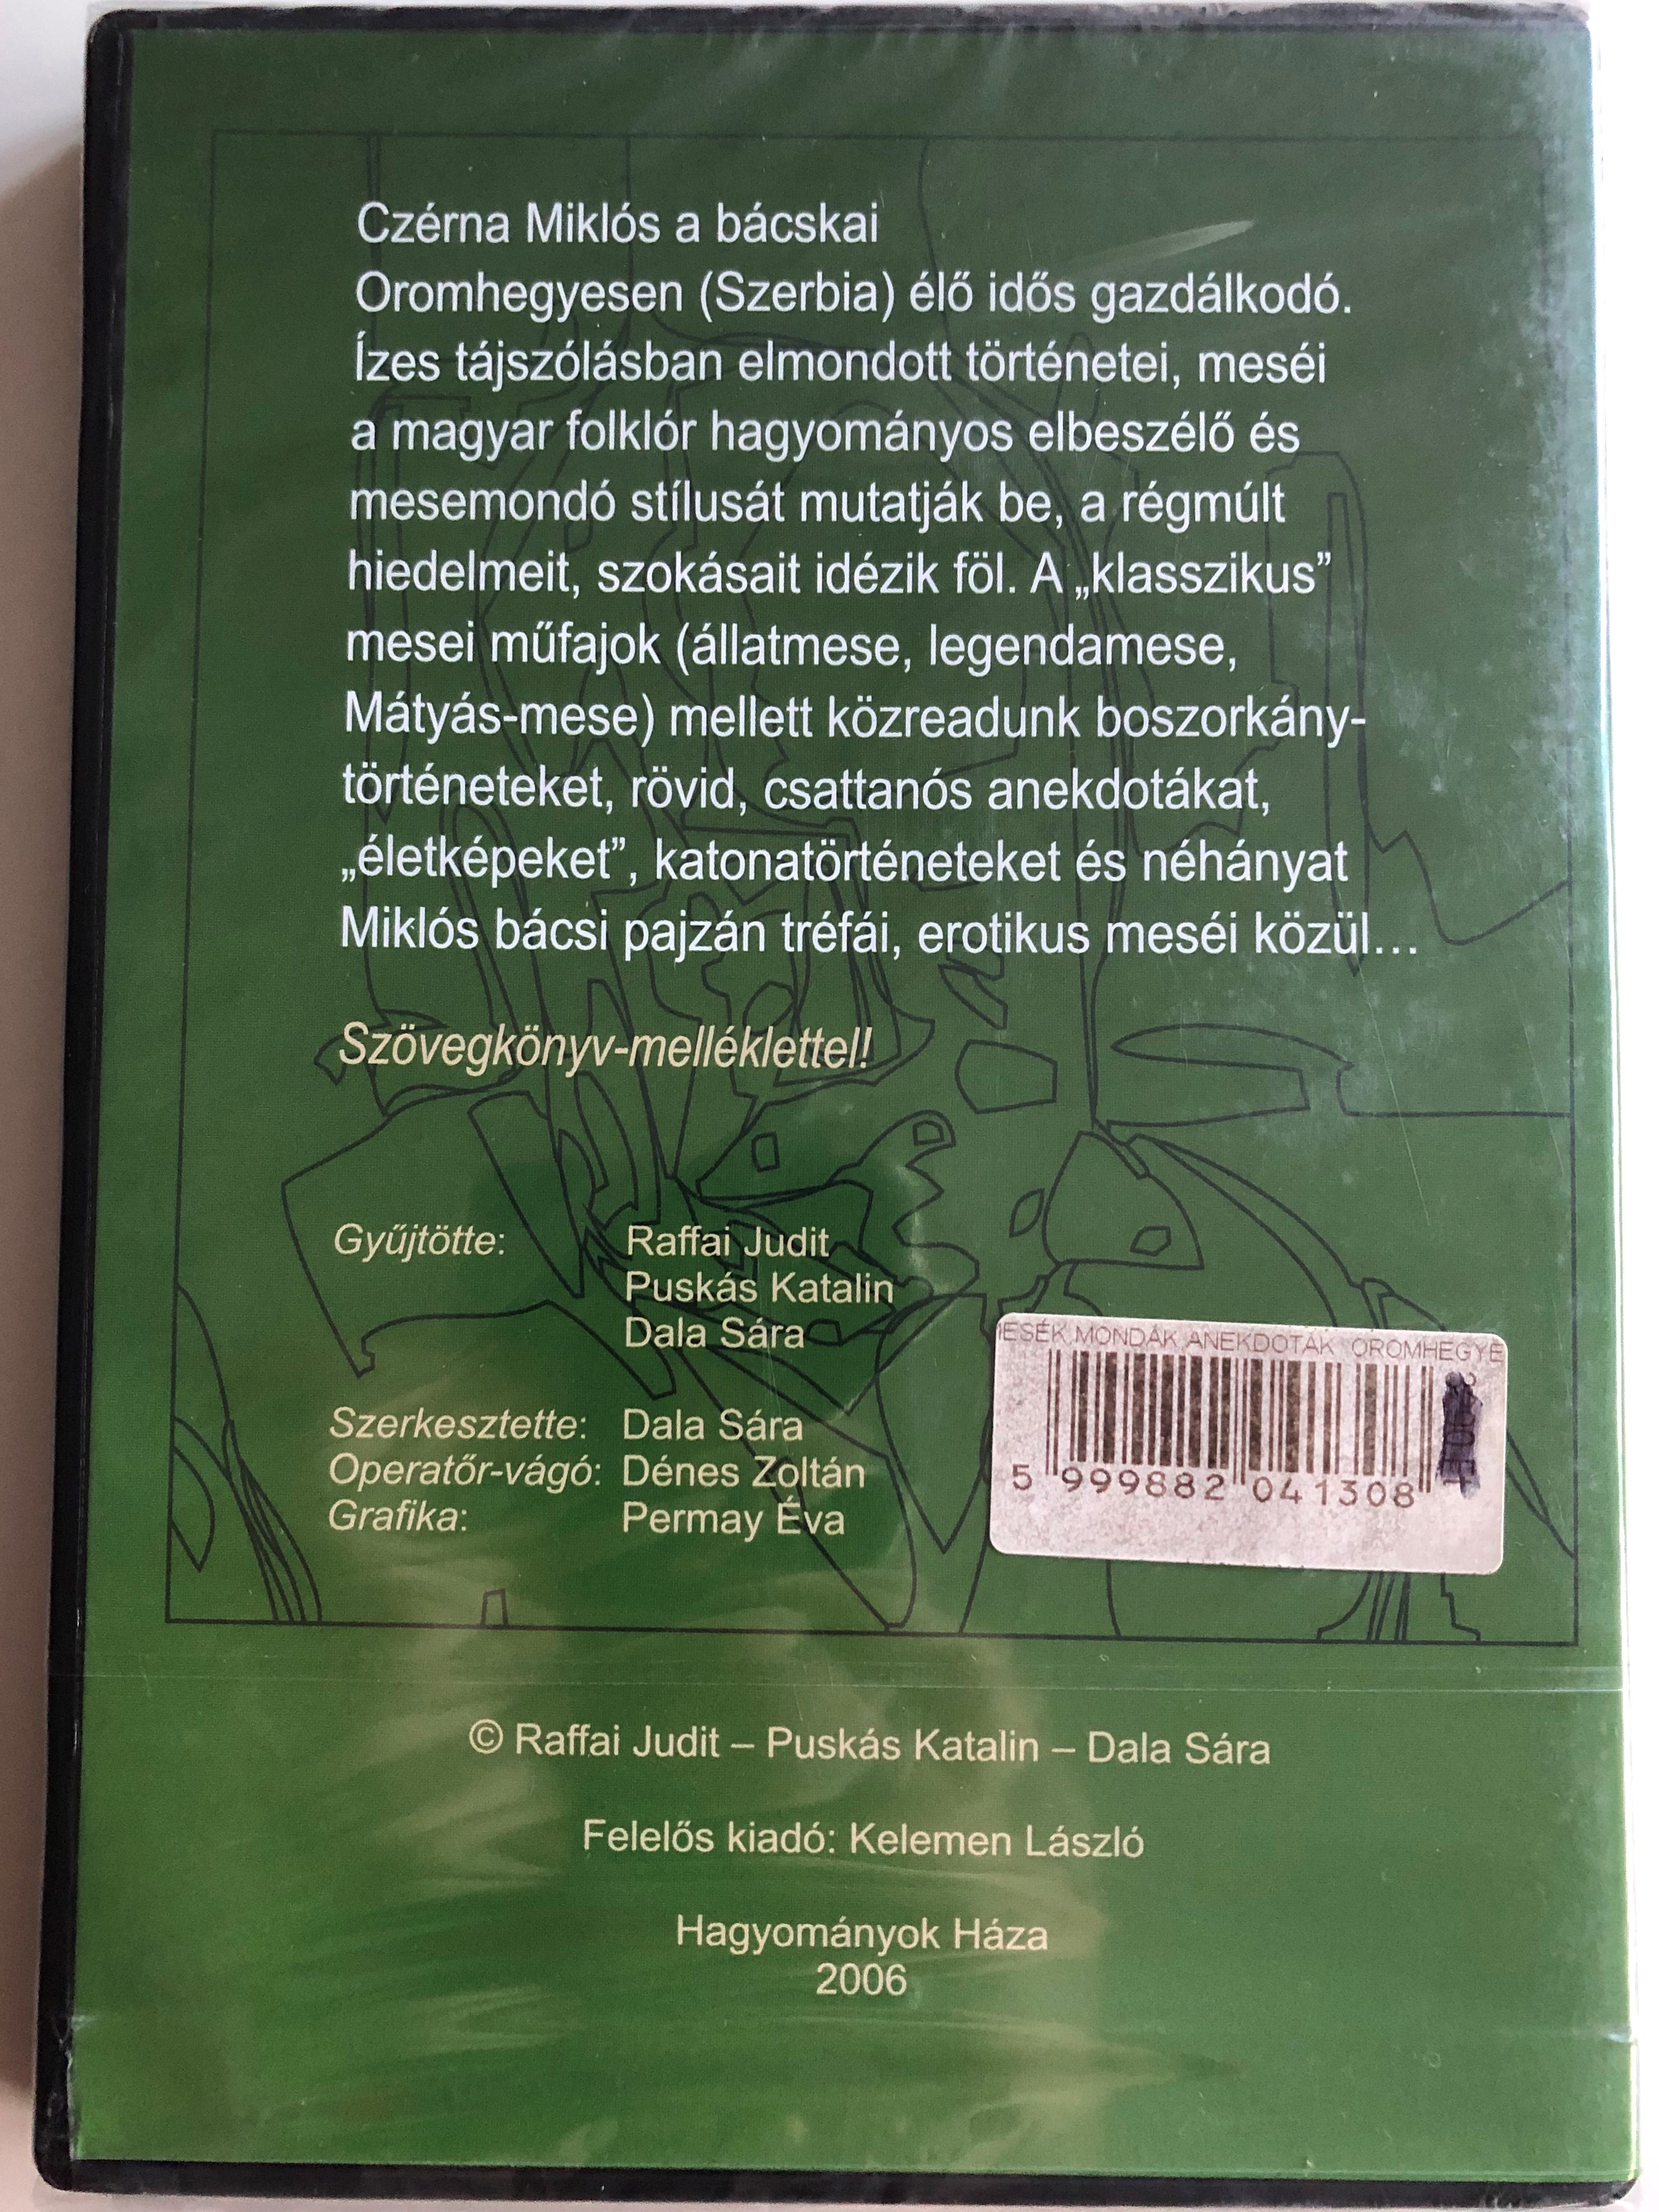 Czérna Miklós a bácskai
Oromhegyesen (Szerbia) élő idős gazdálkodó.
Ízes tájszólásban elmondott történetei, meséi
a magyar folklór hagyományos elbeszélő és
mesemondó stílusát mutatják be, a régmúlt
hiedelmeit, szokásait idézik föl. A „klasszikus”
mesei műfajok (állatmese, legendamese,
Mátyás-mese) mellett közreadunk boszorkány-
történeteket, rövid, csattanós anekdotákat,
„életképeket”, katonatörténeteket és néhányat
Miklós bácsi pajzán tréfái, erotikus meséi közül...
Szövegkönyv-melléklettel!
Gyűjtötte: Raffai Judit
Puskás Katalin
Dala Sára
Szerkesztette: Dala Sára
Operatőr-vágó: Dénes Zoltán
Grafika: Permay Éva
ESÉK MONDÁK ANEKDOTÁK OROMHEGYE
5 999882 041308
© Raffai Judit – Puskás Katalin – Dala Sára
Felelős kiadó: Kelemen László
Hagyományok Háza
2006